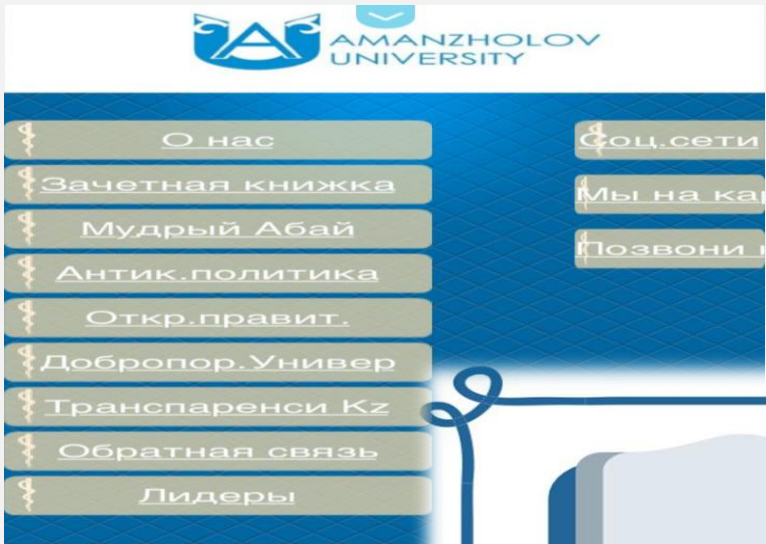 AMANZHOLOV
UNIVERSITY
О нас
Зачетная книжка
Мудрый Абай
Антик.политика
Откр.правит.
Добропор.Универ
Транспаренси Kz
Обратная связь
Лидеры
Соц.сети
Мы на
Позвони